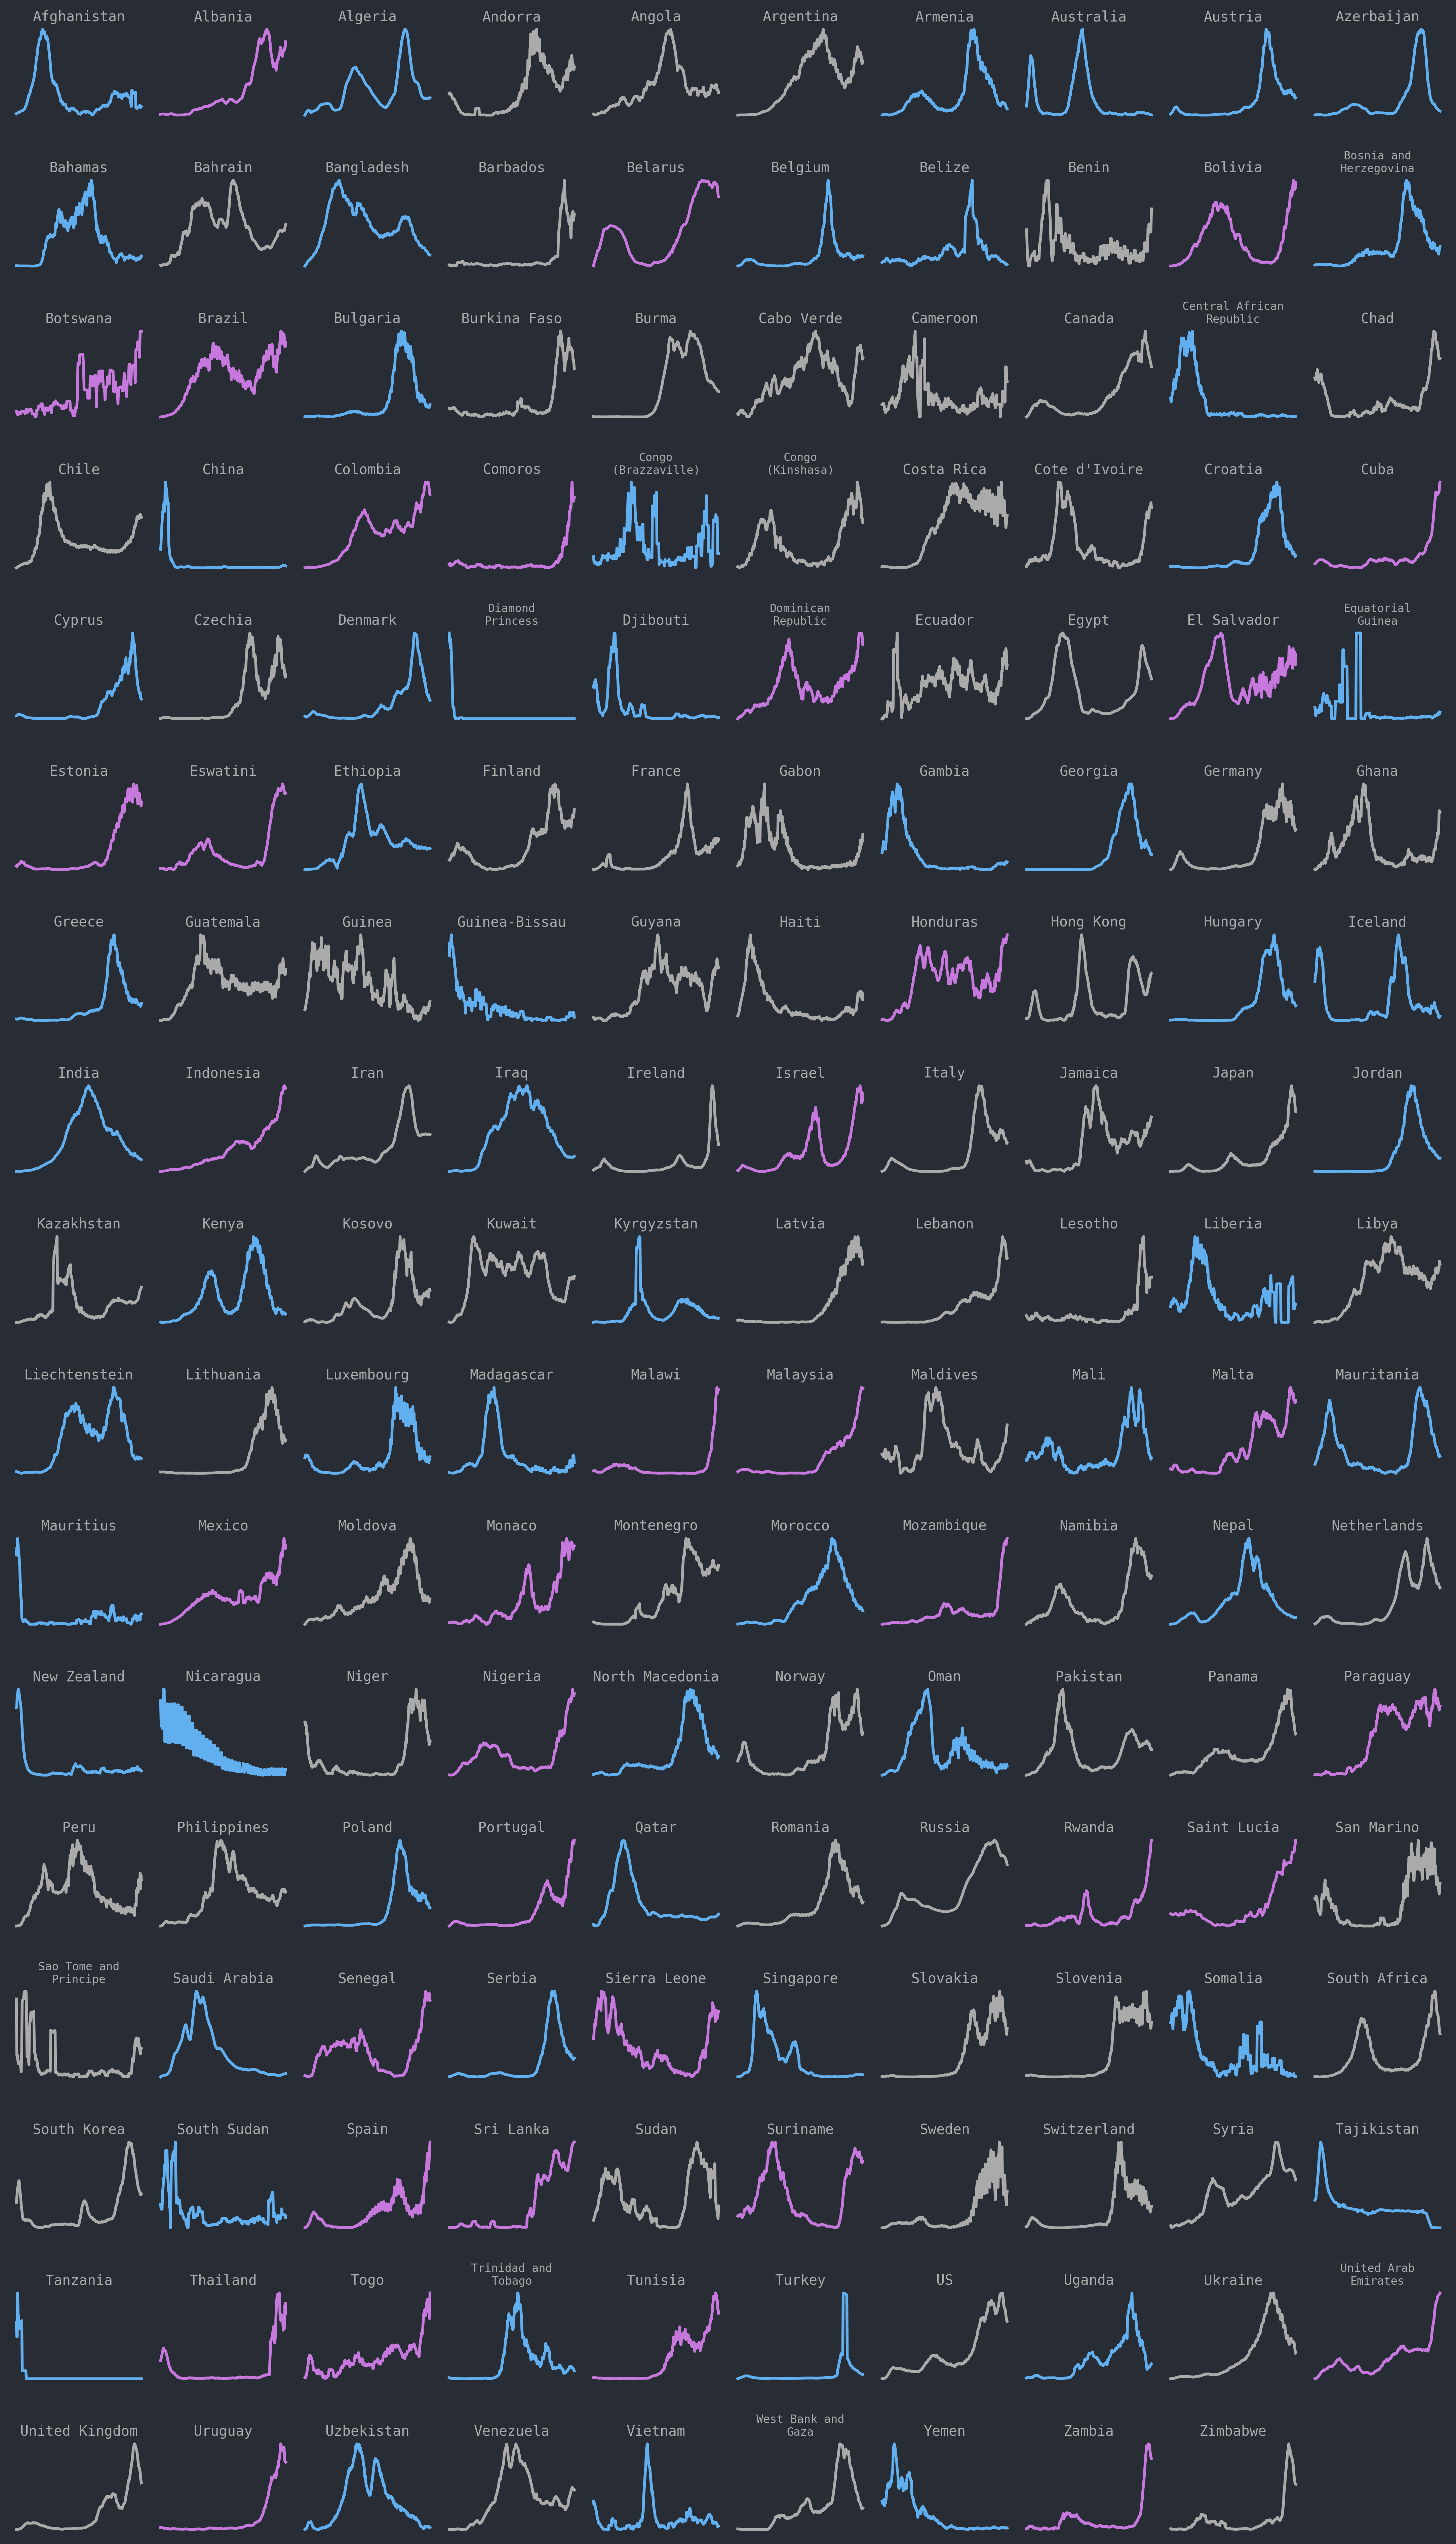 Afghanistan
Albania
Algeria
Andorra
Angola
Argentina
Armenia
Australia
Austria
Azerbaijan
Bahamas
Bahrain
Bangladesh
Barbados
Belarus
Belgium
Belize
Benin
Bolivia
Bosnia and
Herzegovina
Botswana
Brazil
Bulgaria
Burkina Faso
Burma
Cabo Verde
Cameroon
Canada
Central African
Republic
Chad
Chile
China
Colombia
Comoros
Congo
(Brazzaville)
Congo
(Kinshasa)
Costa Rica
Cote d'Ivoire
Croatia
Cuba
Cyprus
Czechia
Denmark
Diamond
Princess
Djibouti
Dominican
Republic
Ecuador
Egypt
El Salvador
Equatorial
Guinea
Estonia
Eswatini
Ethiopia
Finland
France
Gabon
Gambia
Georgia
Germany
Ghana
Greece
Guatemala
Guinea
Guinea-Bissau
Guyana
Haiti
Honduras
Hong Kong
Hungary
Iceland
India
Indonesia
Iran
Iraq
Ireland
Israel
Italy
Jamaica
Japan
Jordan
Kazakhstan
Kenya
Kosovo
Kuwait
Kyrgyzstan
Latvia
Lebanon
Lesotho
Liberia
Libya
Liechtenstein
Lithuania
Luxembourg
Madagascar
Malawi
Malaysia
Maldives
Mali
Malta
Mauritania
Mauritius
Mexico
Moldova
Monaco
Montenegro
Morocco
Mozambique
Namibia
Nepal
Netherlands
New Zealand
Nicaragua
Niger
Nigeria
North Macedonia
Norway
Oman
Pakistan
Panama
Paraguay
Peru
Philippines
Poland
Portugal
Qatar
Romania
Russia
Rwanda
Saint Lucia
San Marino
Sao Tome and
Principe
Saudi Arabia
Senegal
Serbia
Sierra Leone
Singapore
Slovakia
Slovenia
Somalia
South Africa
South Korea
South Sudan
Spain
Sri Lanka
Sudan
Suriname
Sweden
Switzerland
Syria
Tajikistan
Tanzania
Thailand
Togo
Trinidad and
Tobago
Tunisia
Turkey
US
Uganda
Ukraine
United Arab
Emirates
United Kingdom
Uruguay
Uzbekistan
Venezuela
Vietnam
West Bank and
Gaza
Yemen
Zambia
Zimbabwe